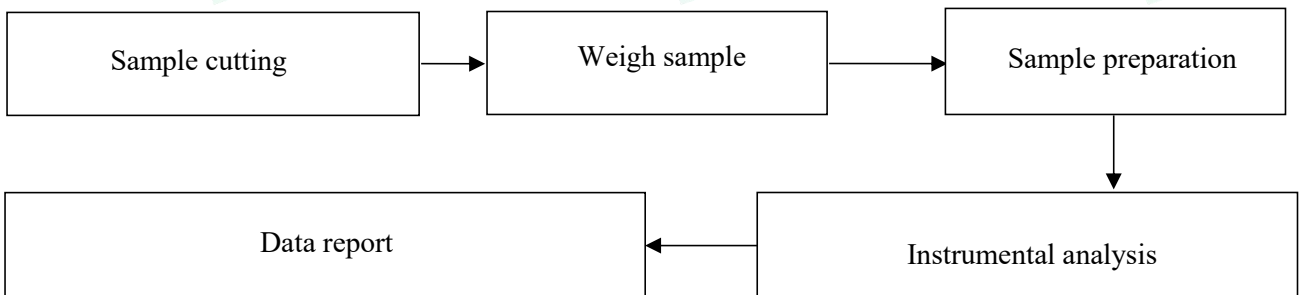 Sample cutting
Weigh sample
Sample preparation
Instrumental analysis
Data report